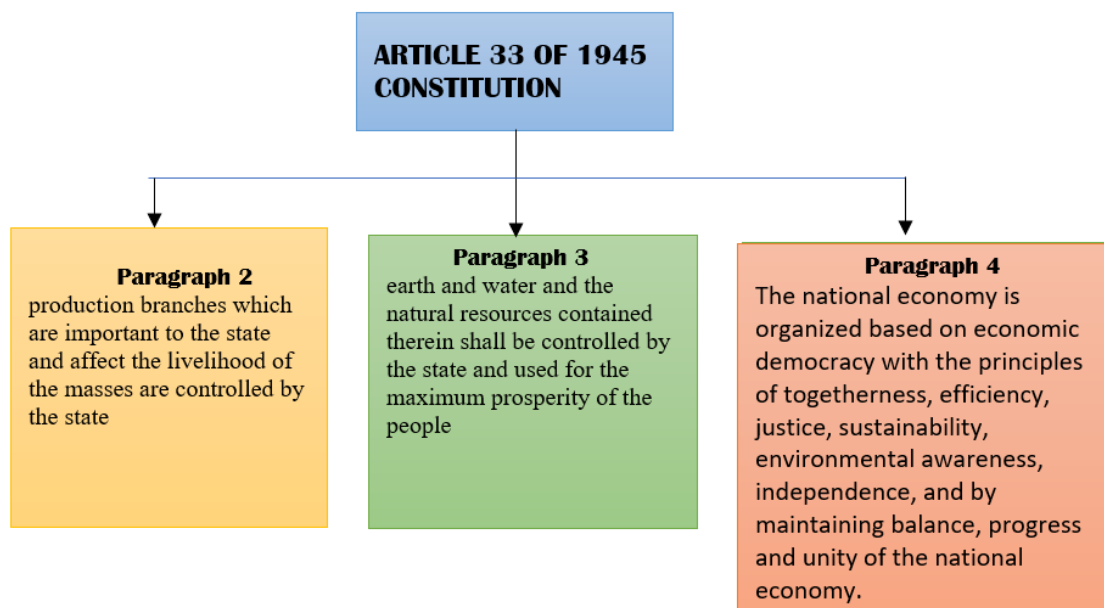 ARTICLE 33 OF 1945
CONSTITUTION
Paragraph 2
production branches which
are important to the state
and affect the livelihood of
the masses are controlled by
the state
Paragraph 3
earth and water and the
natural resources contained
therein shall be controlled by
the state and used for the
maximum prosperity of the
people
Paragraph 4
The national economy is
organized based on economic
democracy with the principles
of togetherness, efficiency,
justice, sustainability,
environmental awareness,
independence, and by
maintaining balance, progress
and unity of the national
economy.